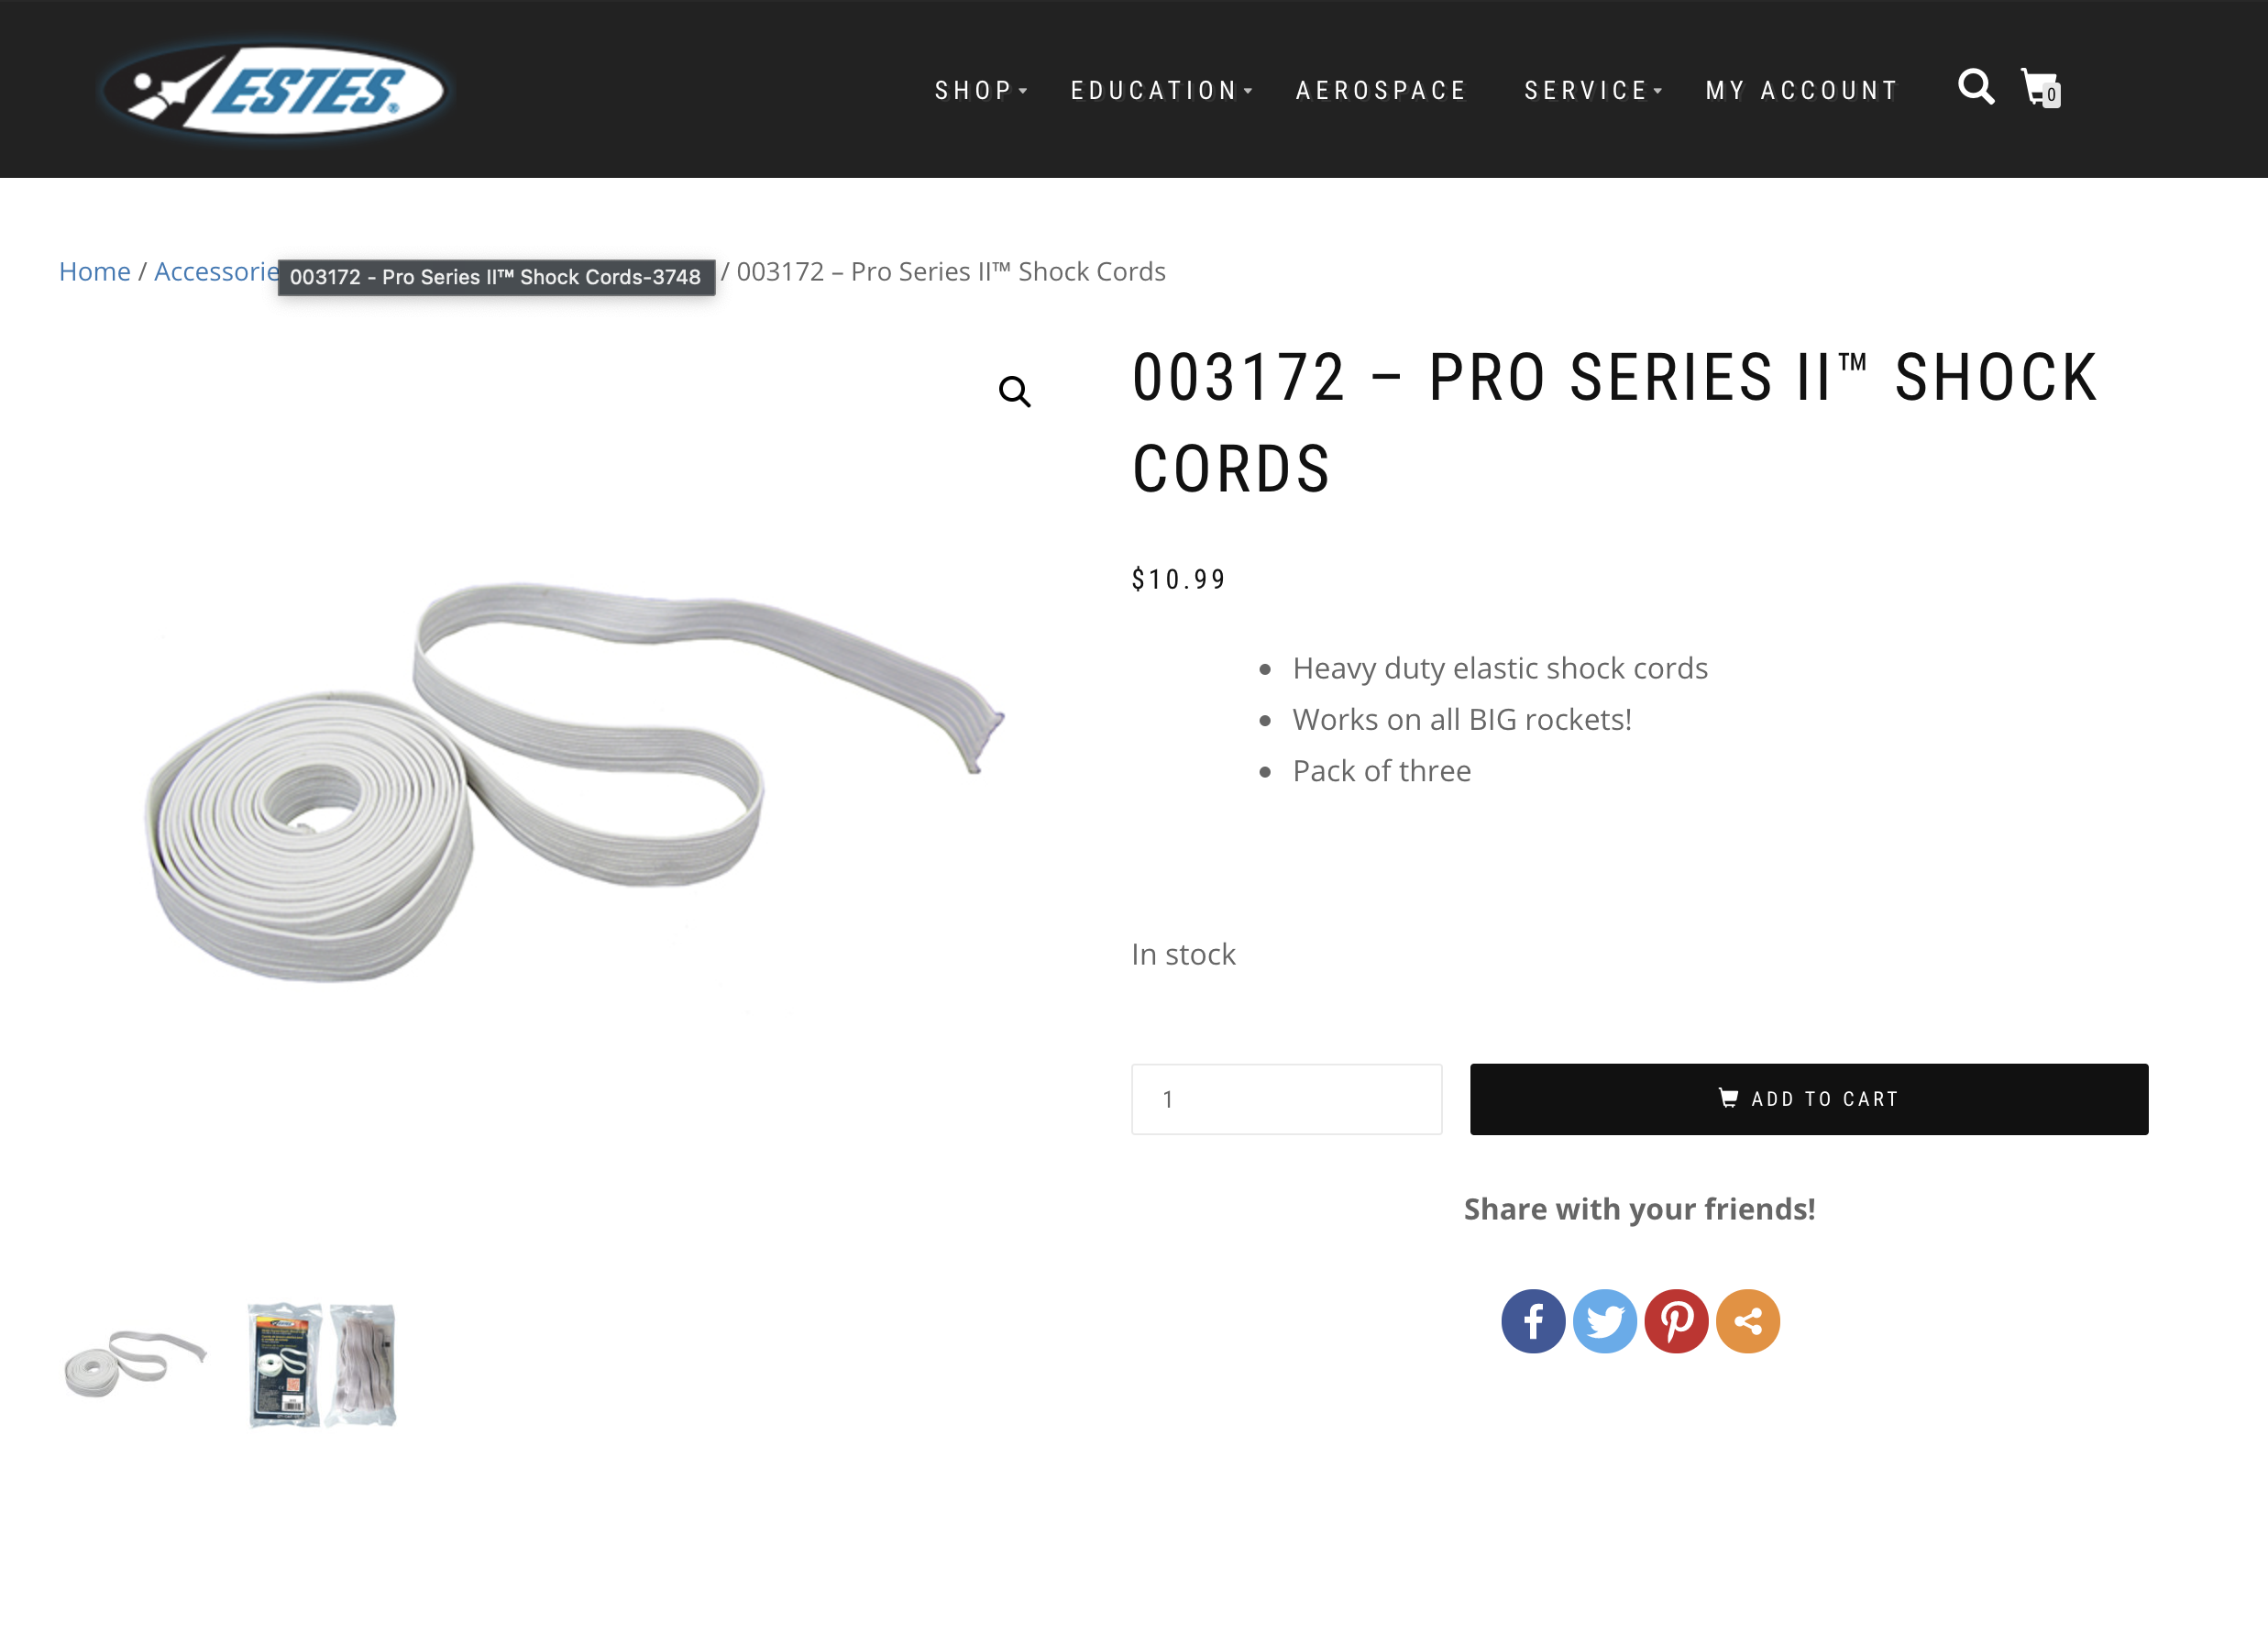 ESTES®
SHOP EDUCATION AEROSPACE SERVICE MY ACCOUNT 0
Home / Accessorie 003172 - Pro Series II™ Shock Cords-3748 / 003172 – Pro Series II™ Shock Cords
003172 – PRO SERIES II™ SHOCK
CORDS
$10.99
Heavy duty elastic shock cords
Works on all BIG rockets!
Pack of three
In stock
1 ADD TO CART
Share with your friends!